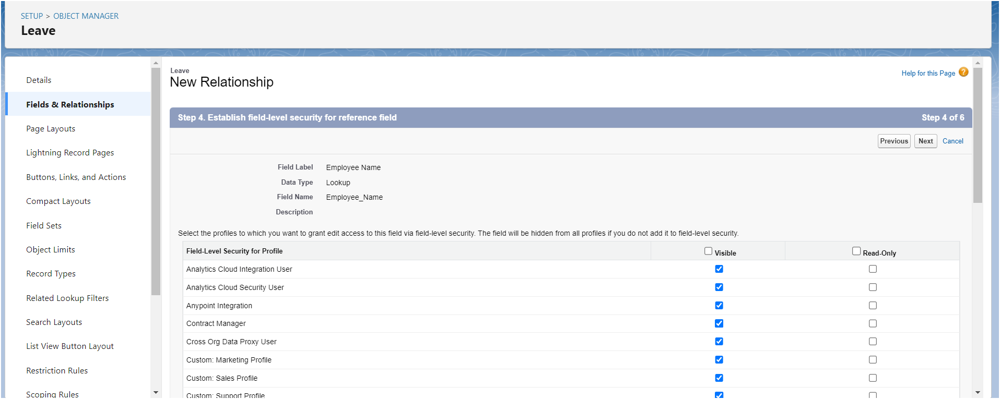 SETUP > OBJECT MANAGER
Leave
Details
Fields & Relationships
Page Layouts
Lightning Record Pages
Buttons, Links, and Actions
Compact Layouts
Field Sets
Object Limits
Record Types
Related Lookup Filters
Search Layouts
List View Button Layout
Restriction Rules
Scoping Rules
Leave
New Relationship
Help for this Page ?
Step 4. Establish field-level security for reference field Step 4 of 6
Previous Next Cancel
Field Label Employee Name
Data Type Lookup
Field Name Employee_Name
Description
Select the profiles to which you want to grant edit access to this field via field-level security. The field will be hidden from all profiles if you do not add it to field-level security.
Field-Level Security for Profile Visible Read-Only
Analytics Cloud Integration User
Analytics Cloud Security User
Anypoint Integration
Contract Manager
Cross Org Data Proxy User
Custom: Marketing Profile
Custom: Sales Profile
Custom: Support Profile